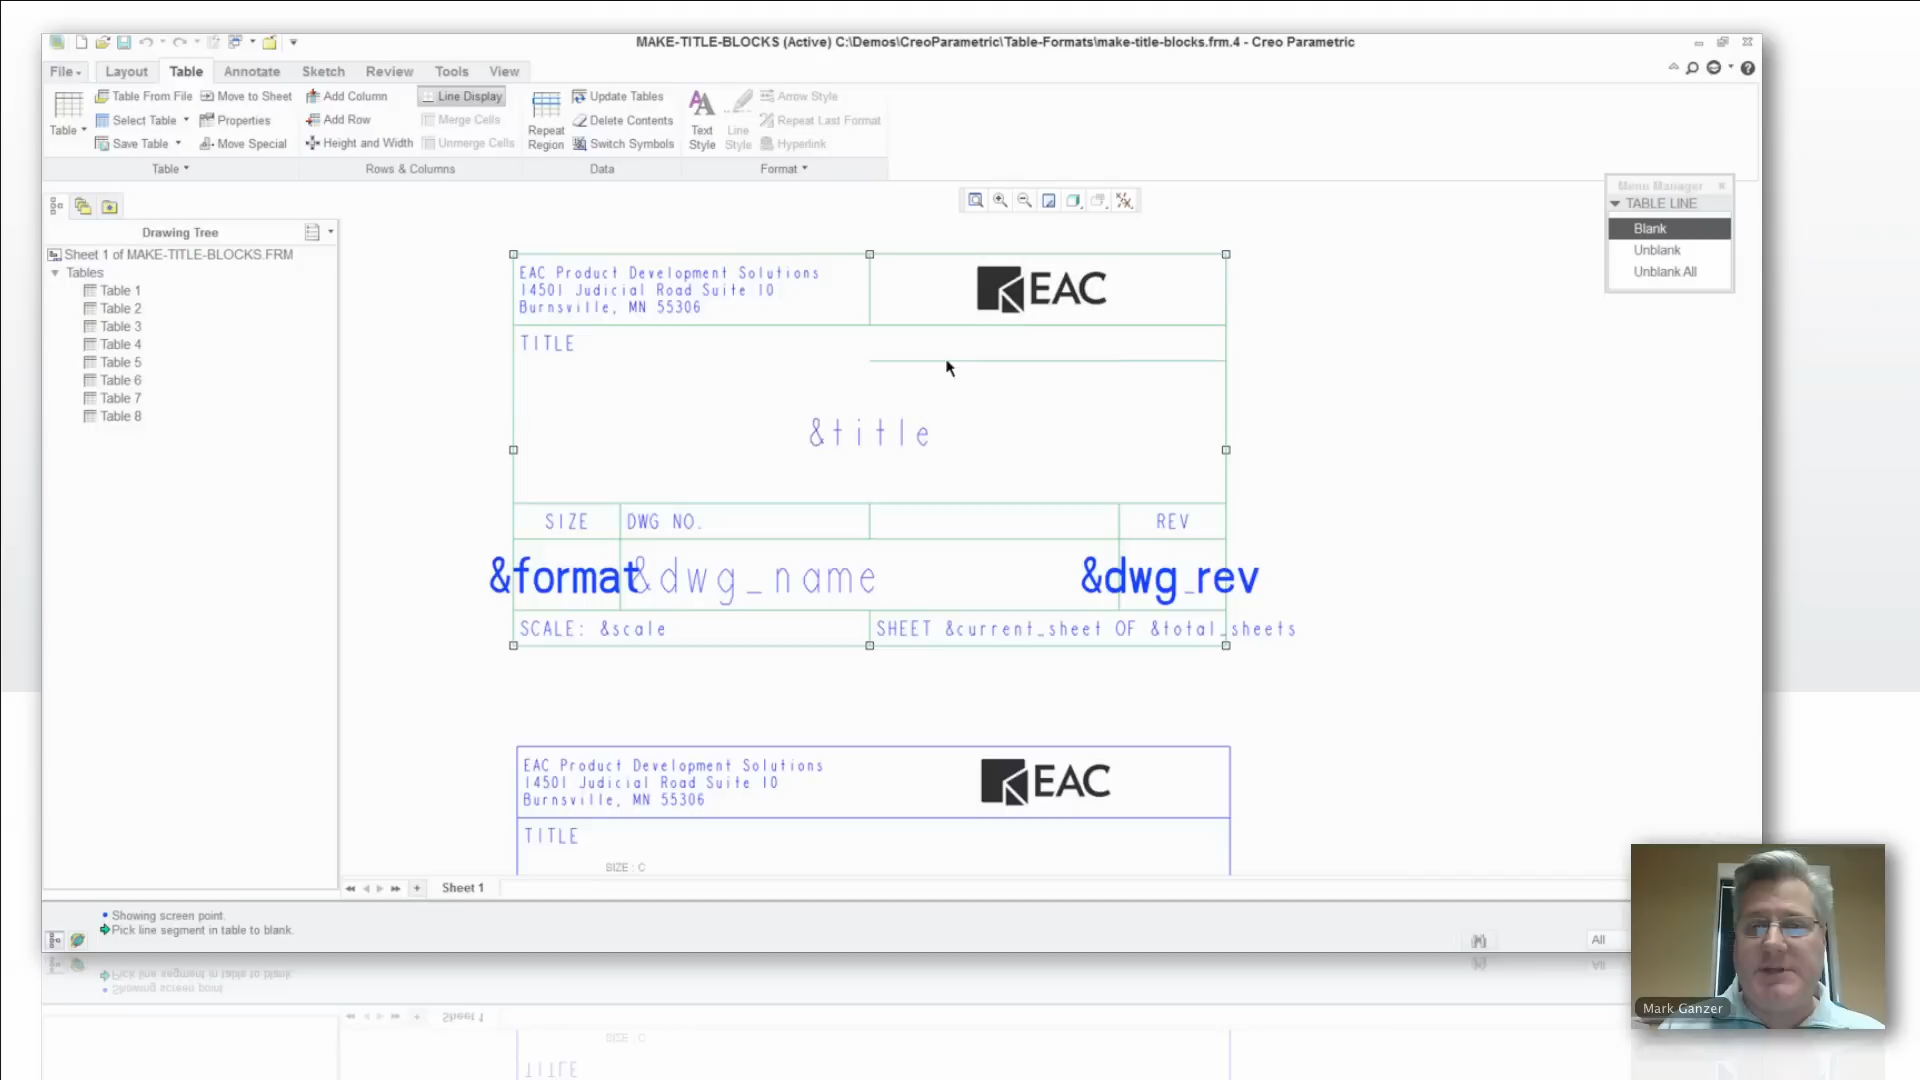 MAKE-TITLE-BLOCKS (Active) C:\Demos\CreoParametric\Table-Formats\make-title-blocks.frm.4 - Creo Parametric
File Layout Table Annotate Sketch Review Tools View
Table
Table From File
Select Table
Save Table
Move to Sheet
Properties
Move Special
Add Column
Add Row
Height and Width
Line Display
Merge Cells
Unmerge Cells
Repeat Region
Update Tables
Delete Contents
Switch Symbols
Text Style
Line Style
Arrow Style
Repeat Last Format
Hyperlink
Table Rows & Columns Data Format
Menu Manager
TABLE LINE
Blank
Unblank
Unblank All
Drawing Tree
Sheet 1 of MAKE-TITLE-BLOCKS.FRM
Tables
Table 1
Table 2
Table 3
Table 4
Table 5
Table 6
Table 7
Table 8
EAC Product Development Solutions
14501 Judicial Road Suite 10
Burnsville, MN 55306
EAC
TITLE
&title
SIZE DWG NO. REV
&format &dwg_name &dwg_rev
SCALE: &scale SHEET &current_sheet OF &total_sheets
EAC Product Development Solutions
14501 Judicial Road Suite 10
Burnsville, MN 55306
EAC
TITLE
SIZE : C
Sheet 1
Showing screen point.
Pick line segment in table to blank.
All
Mark Ganzer